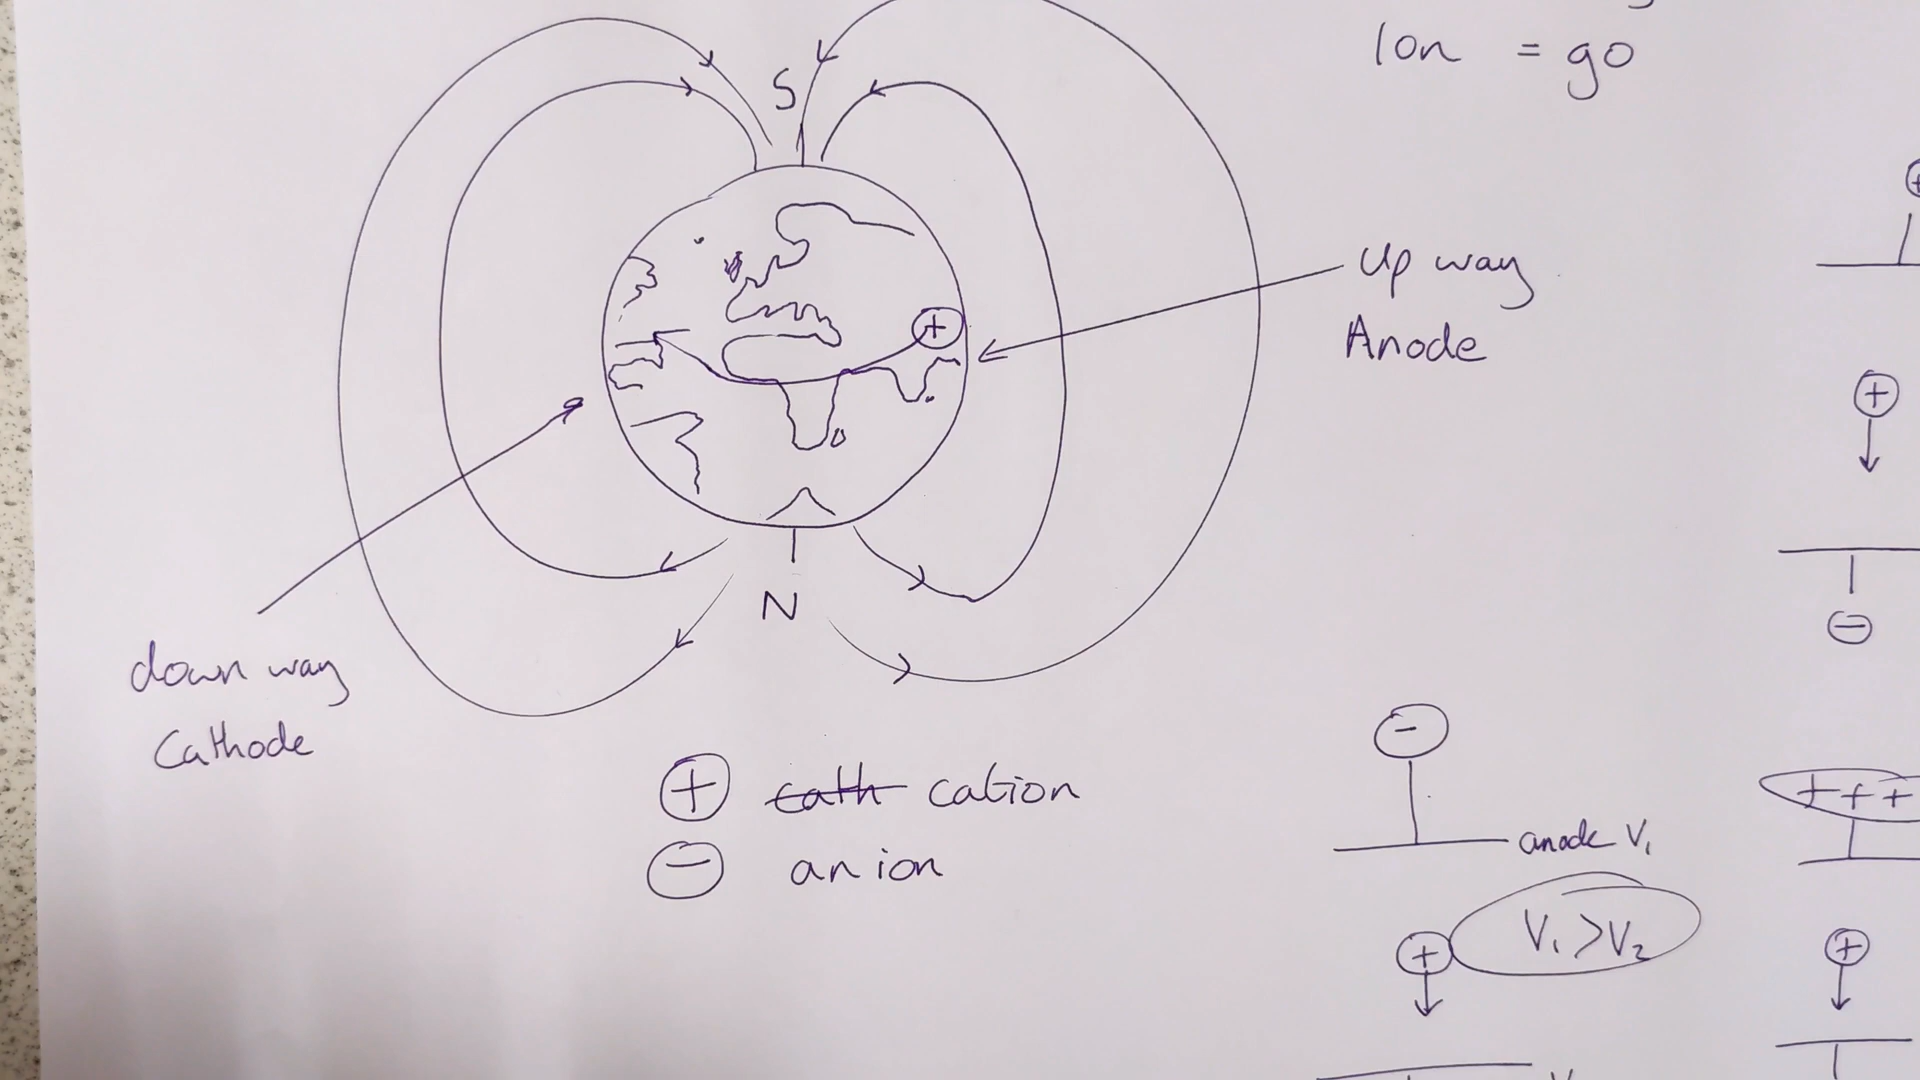 Ion = go
S
Up way
Anode
+
+
N
−
down way
Cathode
−
+ cath cation
+++
anode V₁
− anion
+ V₁>V₂
+